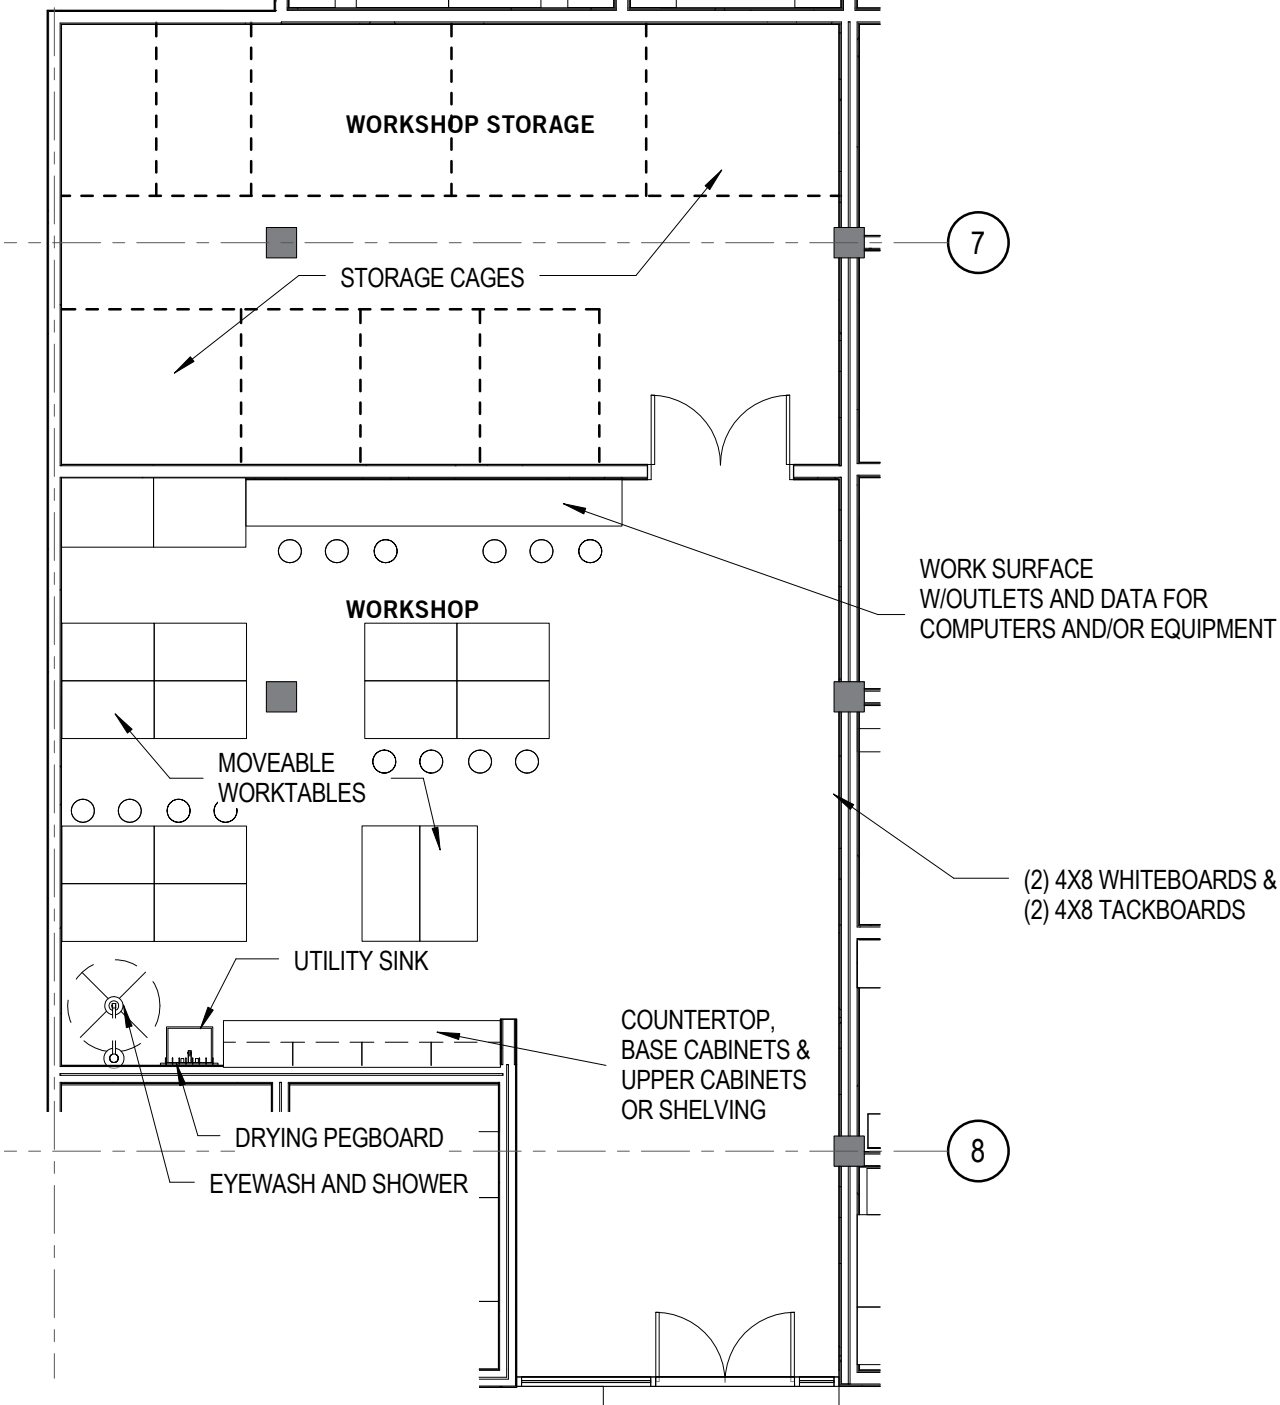 WORKSHOP STORAGE
7
STORAGE CAGES
WORK SURFACE
W/OUTLETS AND DATA FOR
COMPUTERS AND/OR EQUIPMENT
WORKSHOP
MOVEABLE
WORKTABLES
(2) 4X8 WHITEBOARDS &
(2) 4X8 TACKBOARDS
UTILITY SINK
COUNTERTOP,
BASE CABINETS &
UPPER CABINETS
OR SHELVING
DRYING PEGBOARD
8
EYEWASH AND SHOWER